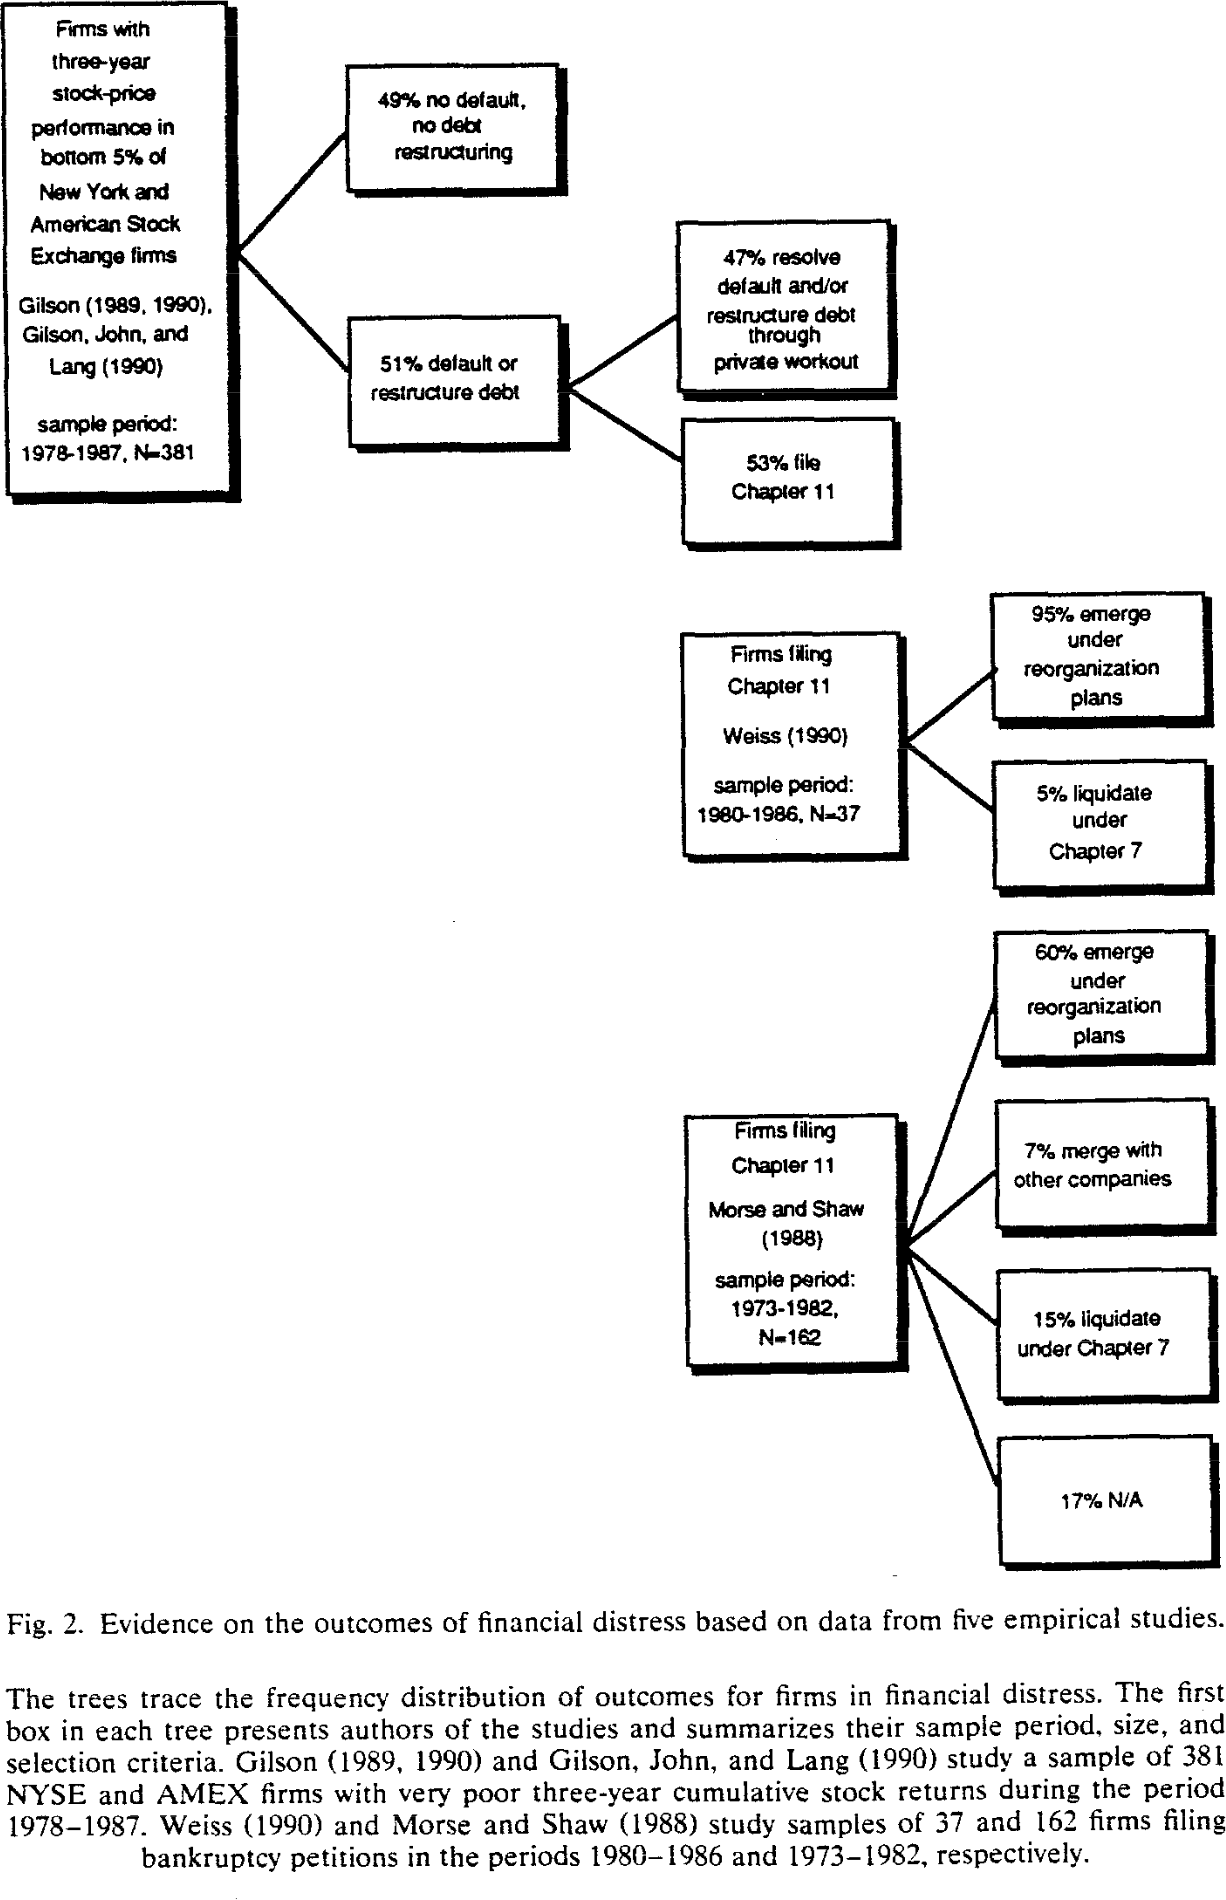 Firms with
three-year
stock-price
performance in
bottom 5% of
New York and
American Stock
Exchange firms
Gilson (1989, 1990),
Gilson, John, and
Lang (1990)
sample period:
1978-1987, N=381
49% no default,
no debt
restructuring
51% default or
restructure debt
47% resolve
default and/or
restructure debt
through
private workout
53% file
Chapter 11
Firms filing
Chapter 11
Weiss (1990)
sample period:
1980-1986, N=37
95% emerge
under
reorganization
plans
5% liquidate
under
Chapter 7
Firms filing
Chapter 11
Morse and Shaw
(1988)
sample period:
1973-1982,
N=162
60% emerge
under
reorganization
plans
7% merge with
other companies
15% liquidate
under Chapter 7
17% N/A
Fig. 2. Evidence on the outcomes of financial distress based on data from five empirical studies.
The trees trace the frequency distribution of outcomes for firms in financial distress. The first
box in each tree presents authors of the studies and summarizes their sample period, size, and
selection criteria. Gilson (1989, 1990) and Gilson, John, and Lang (1990) study a sample of 381
NYSE and AMEX firms with very poor three-year cumulative stock returns during the period
1978–1987. Weiss (1990) and Morse and Shaw (1988) study samples of 37 and 162 firms filing
bankruptcy petitions in the periods 1980–1986 and 1973–1982, respectively.